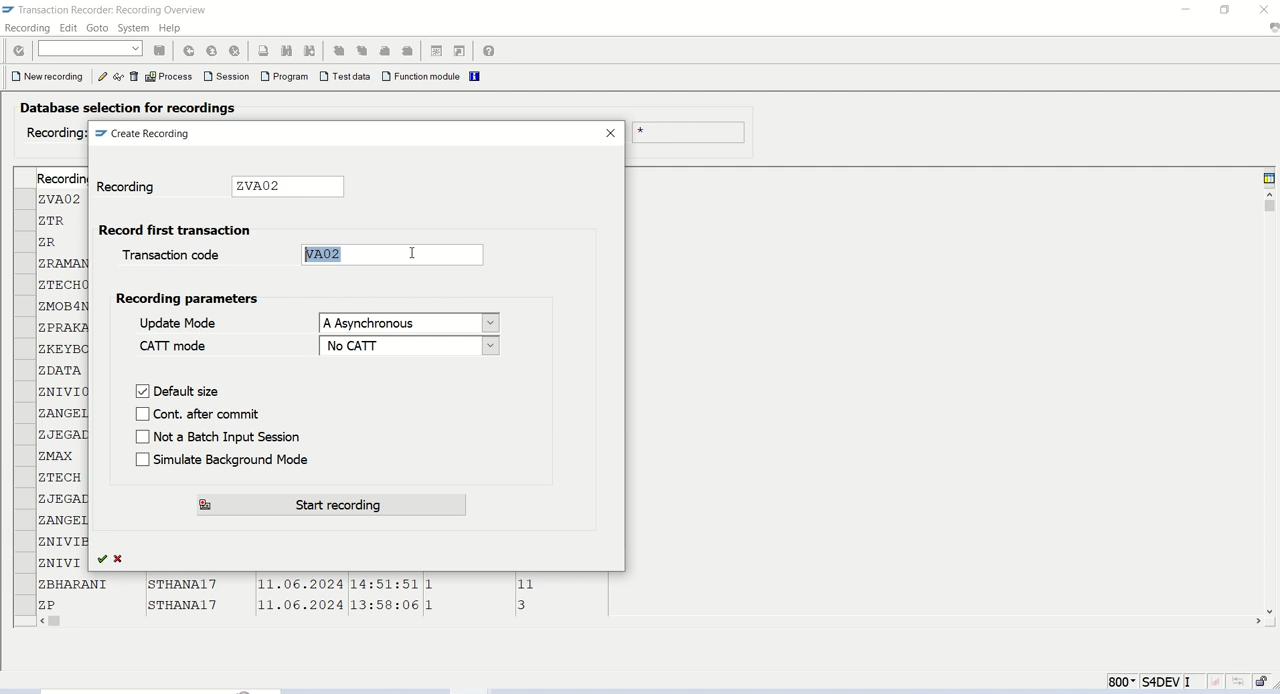 Transaction Recorder: Recording Overview
Recording Edit Goto System Help
New recording Process Session Program Test data Function module
Database selection for recordings
Recording: *
Create Recording
Recording ZVA02
Record first transaction
Transaction code VA02
Recording parameters
Update Mode A Asynchronous
CATT mode No CATT
Default size
Cont. after commit
Not a Batch Input Session
Simulate Background Mode
Start recording
Recording
ZVA02
ZTR
ZR
ZRAMAN
ZTECHO
ZMOB4N
ZPRAKA
ZKEYBO
ZDATA
ZANGEL
ZJEGAD
ZMAX
ZTECH
ZJEGAD
ZANGEL
ZNIVI
ZBHARANI STHANA17 11.06.2024 14:51:51 1 11
ZP STHANA17 11.06.2024 13:58:06 1 3
800 S4DEV I